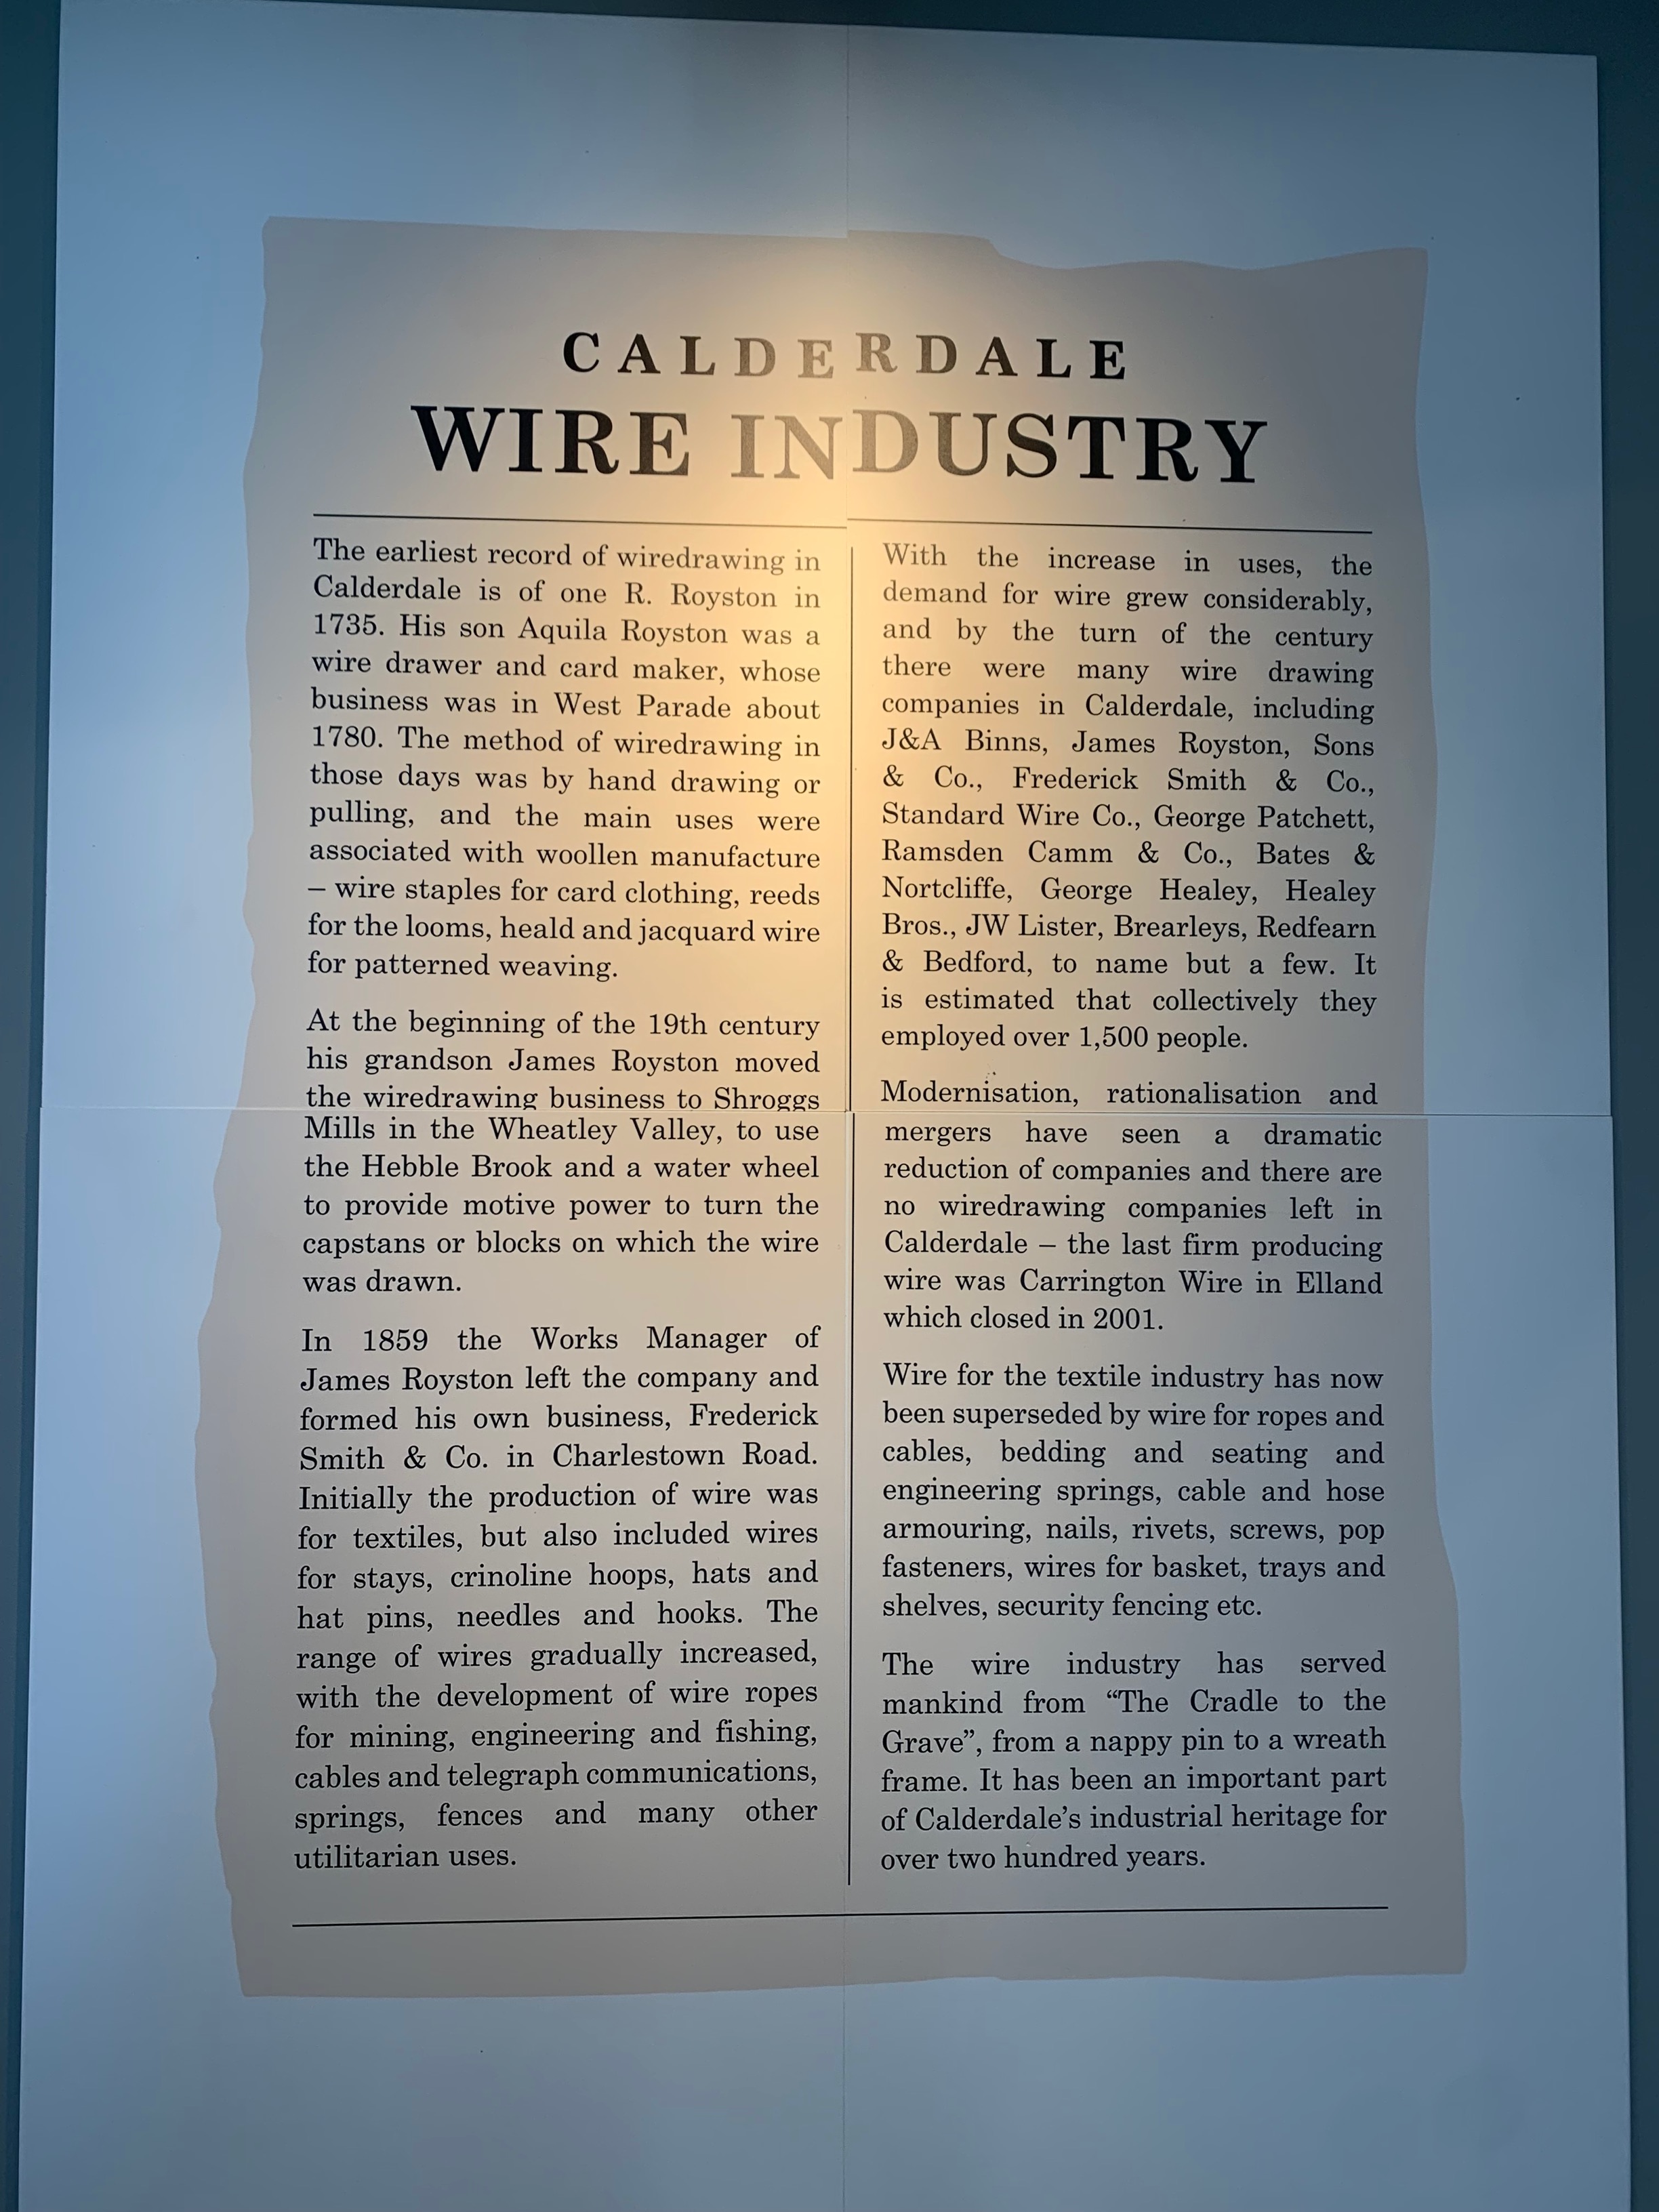 CALDERDALE
WIRE INDUSTRY
The earliest record of wiredrawing in
Calderdale is of one R. Royston in
1735. His son Aquila Royston was a
wire drawer and card maker, whose
business was in West Parade about
1780. The method of wiredrawing in
those days was by hand drawing or
pulling, and the main uses were
associated with woollen manufacture
– wire staples for card clothing, reeds
for the looms, heald and jacquard wire
for patterned weaving.
At the beginning of the 19th century
his grandson James Royston moved
the wiredrawing business to Shroggs
Mills in the Wheatley Valley, to use
the Hebble Brook and a water wheel
to provide motive power to turn the
capstans or blocks on which the wire
was drawn.
In 1859 the Works Manager of
James Royston left the company and
formed his own business, Frederick
Smith & Co. in Charlestown Road.
Initially the production of wire was
for textiles, but also included wires
for stays, crinoline hoops, hats and
hat pins, needles and hooks. The
range of wires gradually increased,
with the development of wire ropes
for mining, engineering and fishing,
cables and telegraph communications,
springs, fences and many other
utilitarian uses.
With the increase in uses, the
demand for wire grew considerably,
and by the turn of the century
there were many wire drawing
companies in Calderdale, including
J&A Binns, James Royston, Sons
& Co., Frederick Smith & Co.,
Standard Wire Co., George Patchett,
Ramsden Camm & Co., Bates &
Nortcliffe, George Healey, Healey
Bros., JW Lister, Brearleys, Redfearn
& Bedford, to name but a few. It
is estimated that collectively they
employed over 1,500 people.
Modernisation, rationalisation and
mergers have seen a dramatic
reduction of companies and there are
no wiredrawing companies left in
Calderdale – the last firm producing
wire was Carrington Wire in Elland
which closed in 2001.
Wire for the textile industry has now
been superseded by wire for ropes and
cables, bedding and seating and
engineering springs, cable and hose
armouring, nails, rivets, screws, pop
fasteners, wires for basket, trays and
shelves, security fencing etc.
The wire industry has served
mankind from “The Cradle to the
Grave”, from a nappy pin to a wreath
frame. It has been an important part
of Calderdale’s industrial heritage for
over two hundred years.